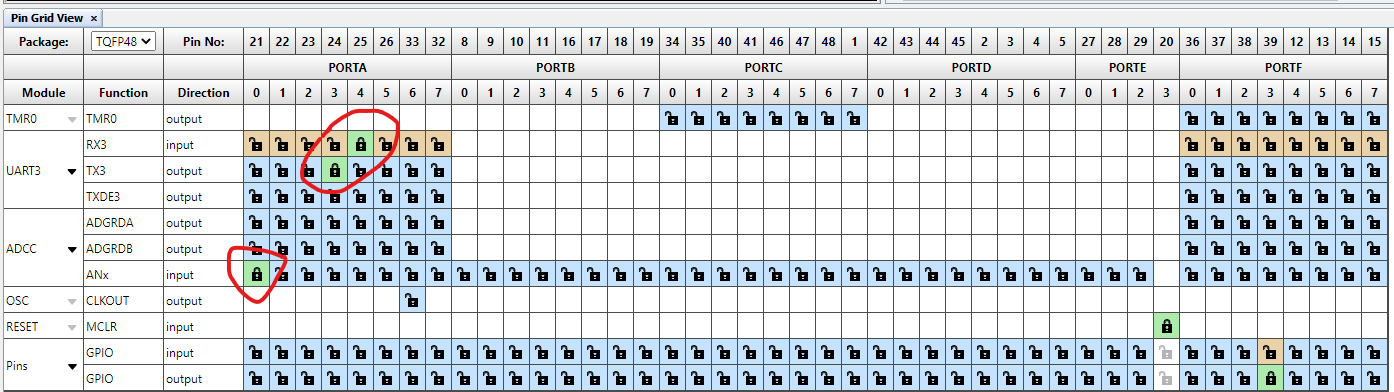 Pin Grid View ×
Package: TQFP48 Pin No: 21 22 23 24 25 26 33 32 8 9 10 11 16 17 18 19 34 35 40 41 46 47 48 1 42 43 44 45 2 3 4 5 27 28 29 20 36 37 38 39 12 13 14 15
PORTA PORTB PORTC PORTD PORTE PORTF
Module Function Direction 0 1 2 3 4 5 6 7 0 1 2 3 4 5 6 7 0 1 2 3 4 5 6 7 0 1 2 3 4 5 6 7 0 1 2 3 0 1 2 3 4 5 6 7
TMR0 TMR0 output
RX3 input
UART3 TX3 output
TXDE3 output
ADGRDA output
ADCC ADGRDB output
ANx input
OSC CLKOUT output
RESET MCLR input
GPIO input
Pins
GPIO output